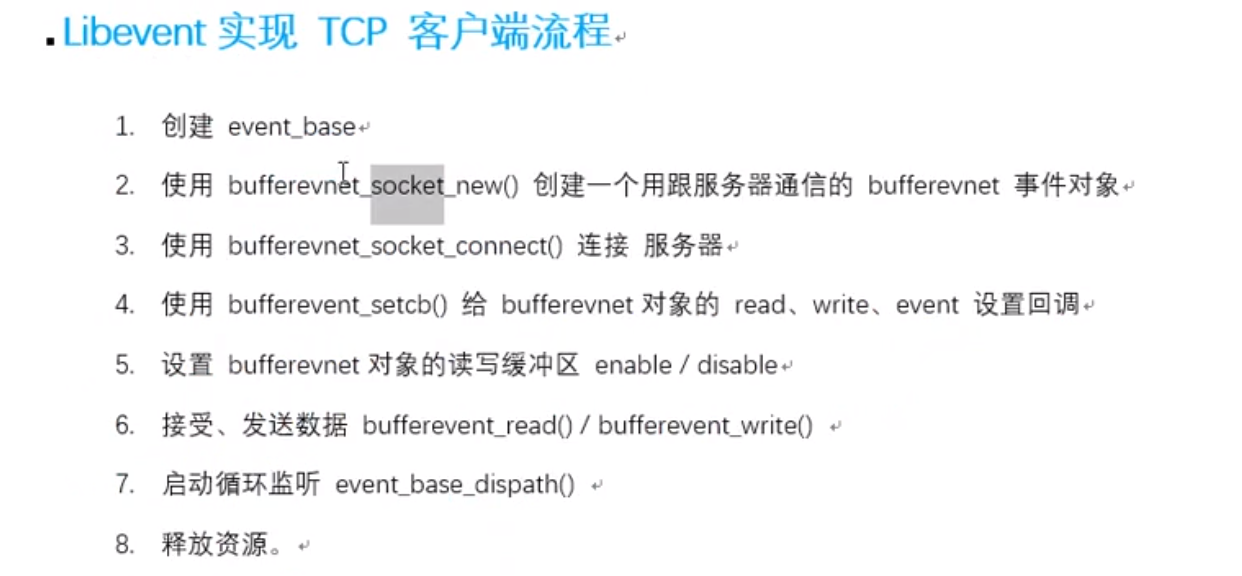 Libevent 实现 TCP 客户端流程
1. 创建 event_base
2. 使用 bufferevnet_socket_new() 创建一个用跟服务器通信的 bufferevnet 事件对象
3. 使用 bufferevnet_socket_connect() 连接 服务器
4. 使用 bufferevent_setcb() 给 bufferevnet 对象的 read、write、event 设置回调
5. 设置 bufferevnet 对象的读写缓冲区 enable / disable
6. 接受、发送数据 bufferevent_read() / bufferevent_write()
7. 启动循环监听 event_base_dispath()
8. 释放资源。